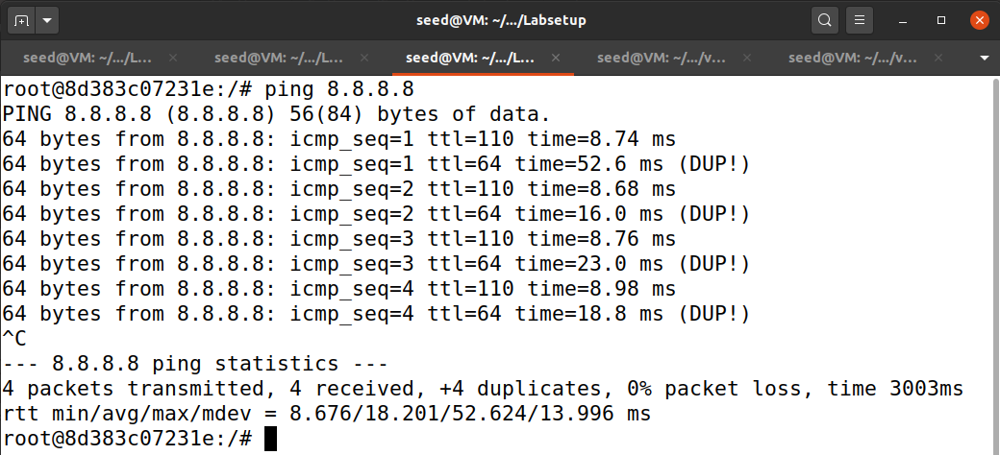 seed@VM: ~/.../Labsetup
seed@VM: ~/.../L... seed@VM: ~/.../L... seed@VM: ~/.../L... seed@VM: ~/.../v... seed@VM: ~/.../v...
root@8d383c07231e:/# ping 8.8.8.8
PING 8.8.8.8 (8.8.8.8) 56(84) bytes of data.
64 bytes from 8.8.8.8: icmp_seq=1 ttl=110 time=8.74 ms
64 bytes from 8.8.8.8: icmp_seq=1 ttl=64 time=52.6 ms (DUP!)
64 bytes from 8.8.8.8: icmp_seq=2 ttl=110 time=8.68 ms
64 bytes from 8.8.8.8: icmp_seq=2 ttl=64 time=16.0 ms (DUP!)
64 bytes from 8.8.8.8: icmp_seq=3 ttl=110 time=8.76 ms
64 bytes from 8.8.8.8: icmp_seq=3 ttl=64 time=23.0 ms (DUP!)
64 bytes from 8.8.8.8: icmp_seq=4 ttl=110 time=8.98 ms
64 bytes from 8.8.8.8: icmp_seq=4 ttl=64 time=18.8 ms (DUP!)
^C
--- 8.8.8.8 ping statistics ---
4 packets transmitted, 4 received, +4 duplicates, 0% packet loss, time 3003ms
rtt min/avg/max/mdev = 8.676/18.201/52.624/13.996 ms
root@8d383c07231e:/#